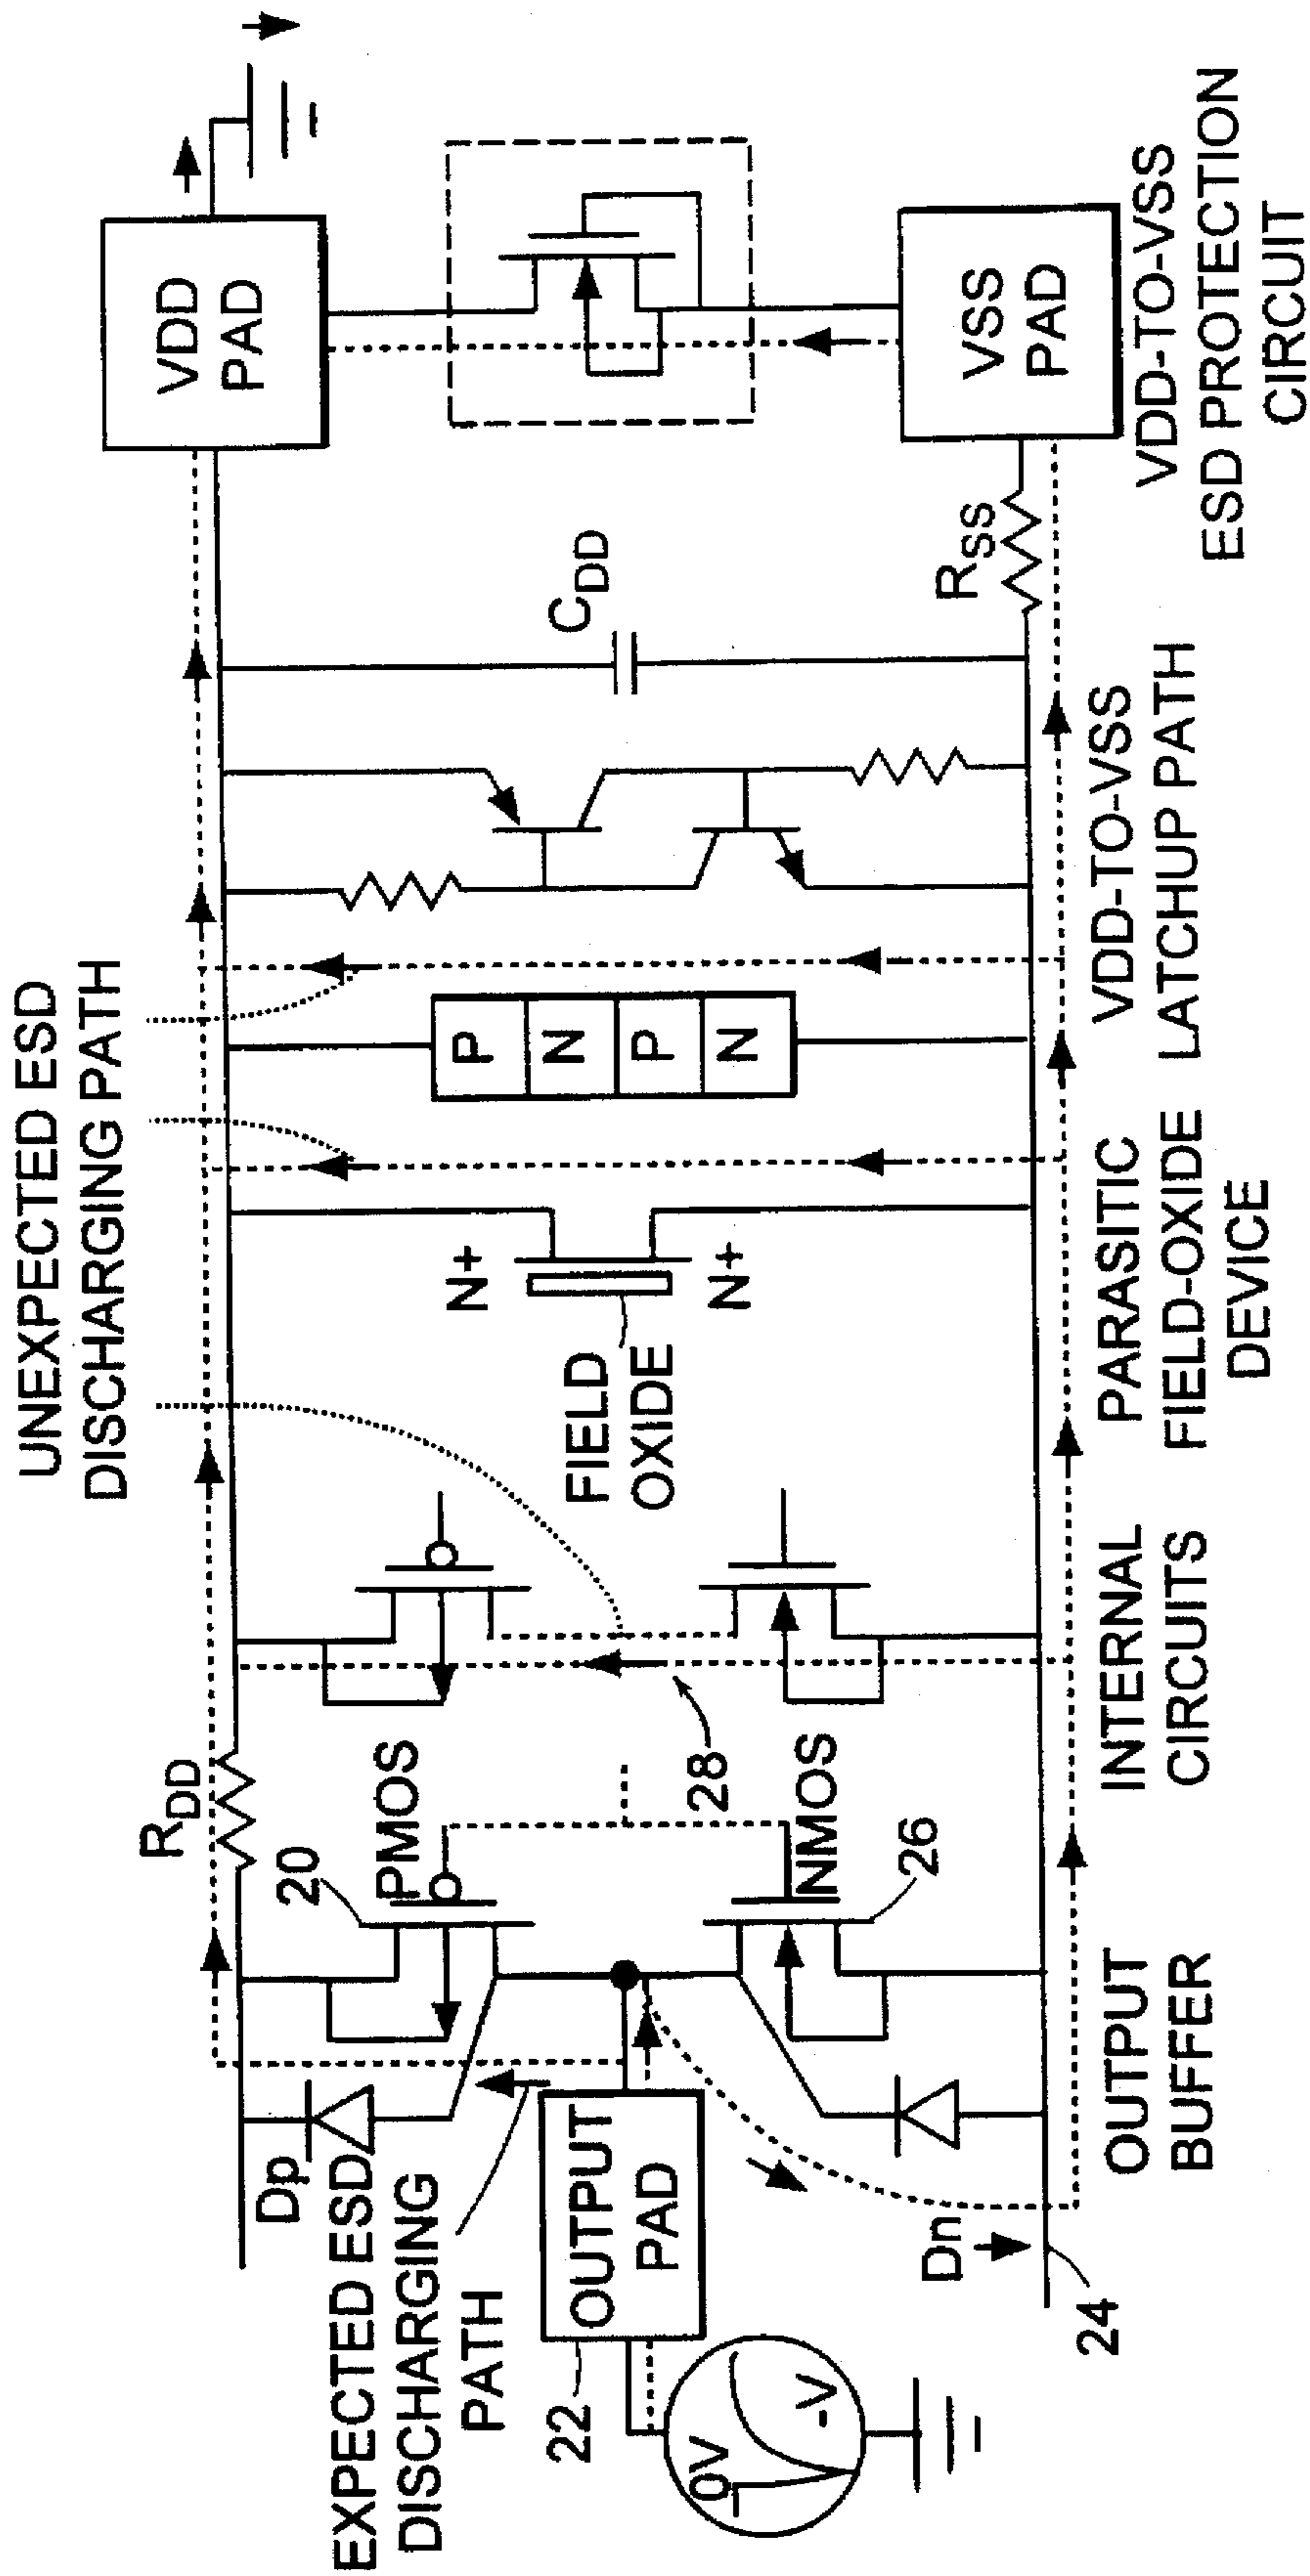 UNEXPECTED ESD
DISCHARGING PATH
VDD
PAD
RDD
20
PMOS
Dp
EXPECTED ESD
DISCHARGING
PATH
22
OUTPUT
PAD
0V
-V
28
NMOS
26
Dn
24
FIELD
OXIDE
N+
N+
P
N
P
N
CDD
RSS
VSS
PAD
OUTPUT
BUFFER
INTERNAL
CIRCUITS
PARASITIC
FIELD-OXIDE
DEVICE
VDD-TO-VSS
LATCHUP PATH
VDD-TO-VSS
ESD PROTECTION
CIRCUIT